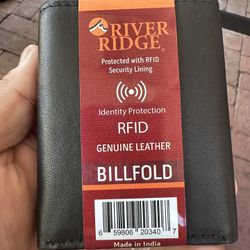 RIVER
RIDGE®
Protected with RFID
Security Lining
Identity Protection
RFID
GENUINE LEATHER
BILLFOLD
6 59806 20340 7
Made in India